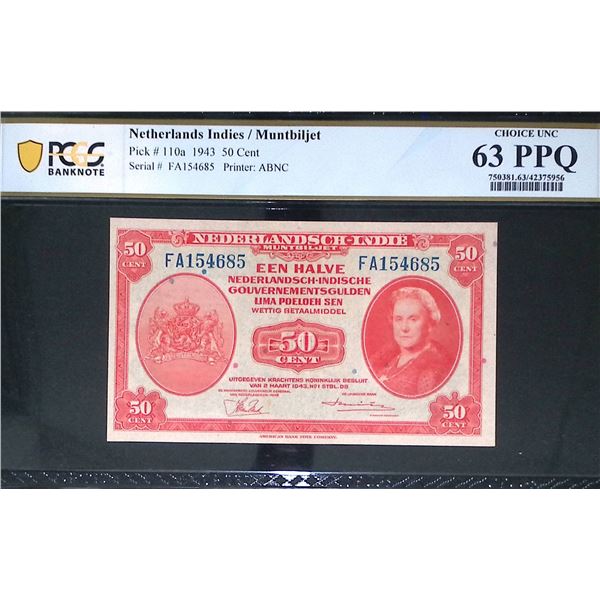 PCGS
BANKNOTE
Netherlands Indies / Muntbiljet
Pick # 110a 1943 50 Cent
Serial # FA154685 Printer: ABNC
CHOICE UNC
63 PPQ
750381.63/42375956
NEDERLANDSCH-INDIË
MUNTBILJET
50 CENT
50 CENT
FA154685
FA154685
EEN HALVE
NEDERLANDSCH-INDISCHE
GOUVERNEMENTSGULDEN
LIMA POELOEH SEN
WETTIG BETAALMIDDEL
50
CENT
UITGEGEVEN KRACHTENS KONINKLIJK BESLUIT
VAN 2 MAART 1943, No 1 STBL. D8
50 CENT
50 CENT
AMERICAN BANK NOTE COMPANY.